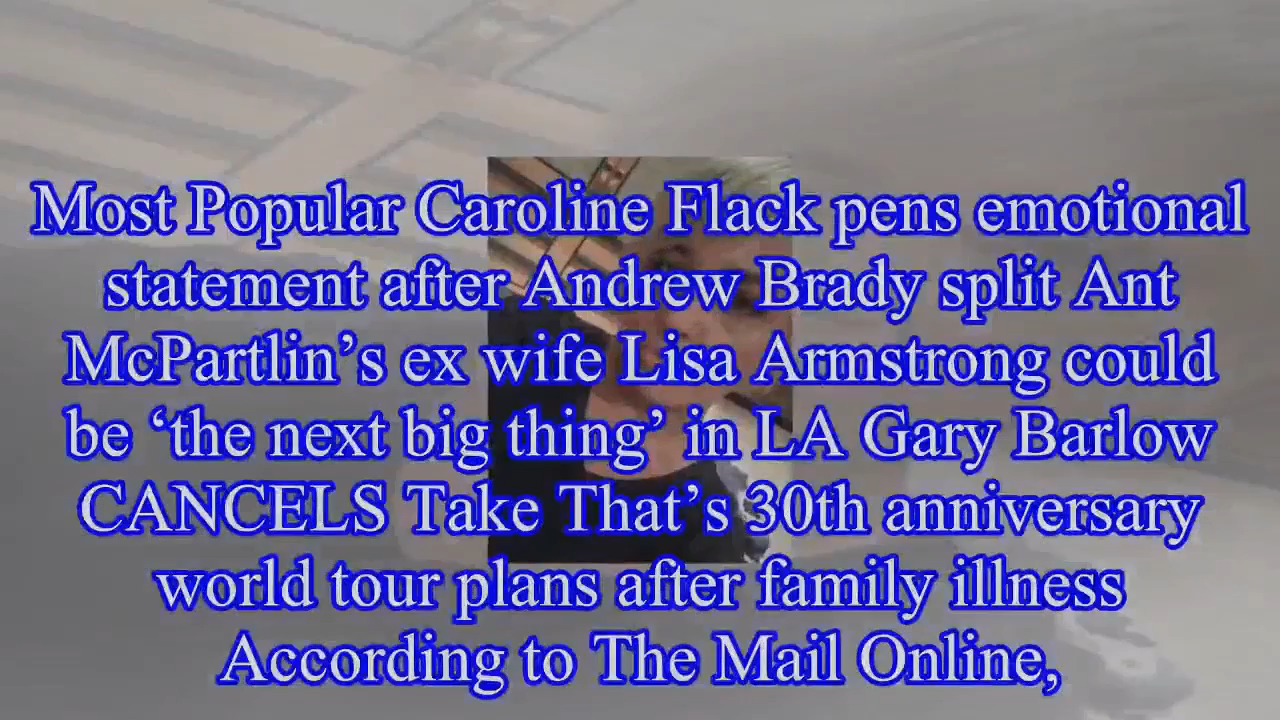 Most Popular Caroline Flack pens emotional
statement after Andrew Brady split Ant
McPartlin’s ex wife Lisa Armstrong could
be ‘the next big thing’ in LA Gary Barlow
CANCELS Take That’s 30th anniversary
world tour plans after family illness
According to The Mail Online,